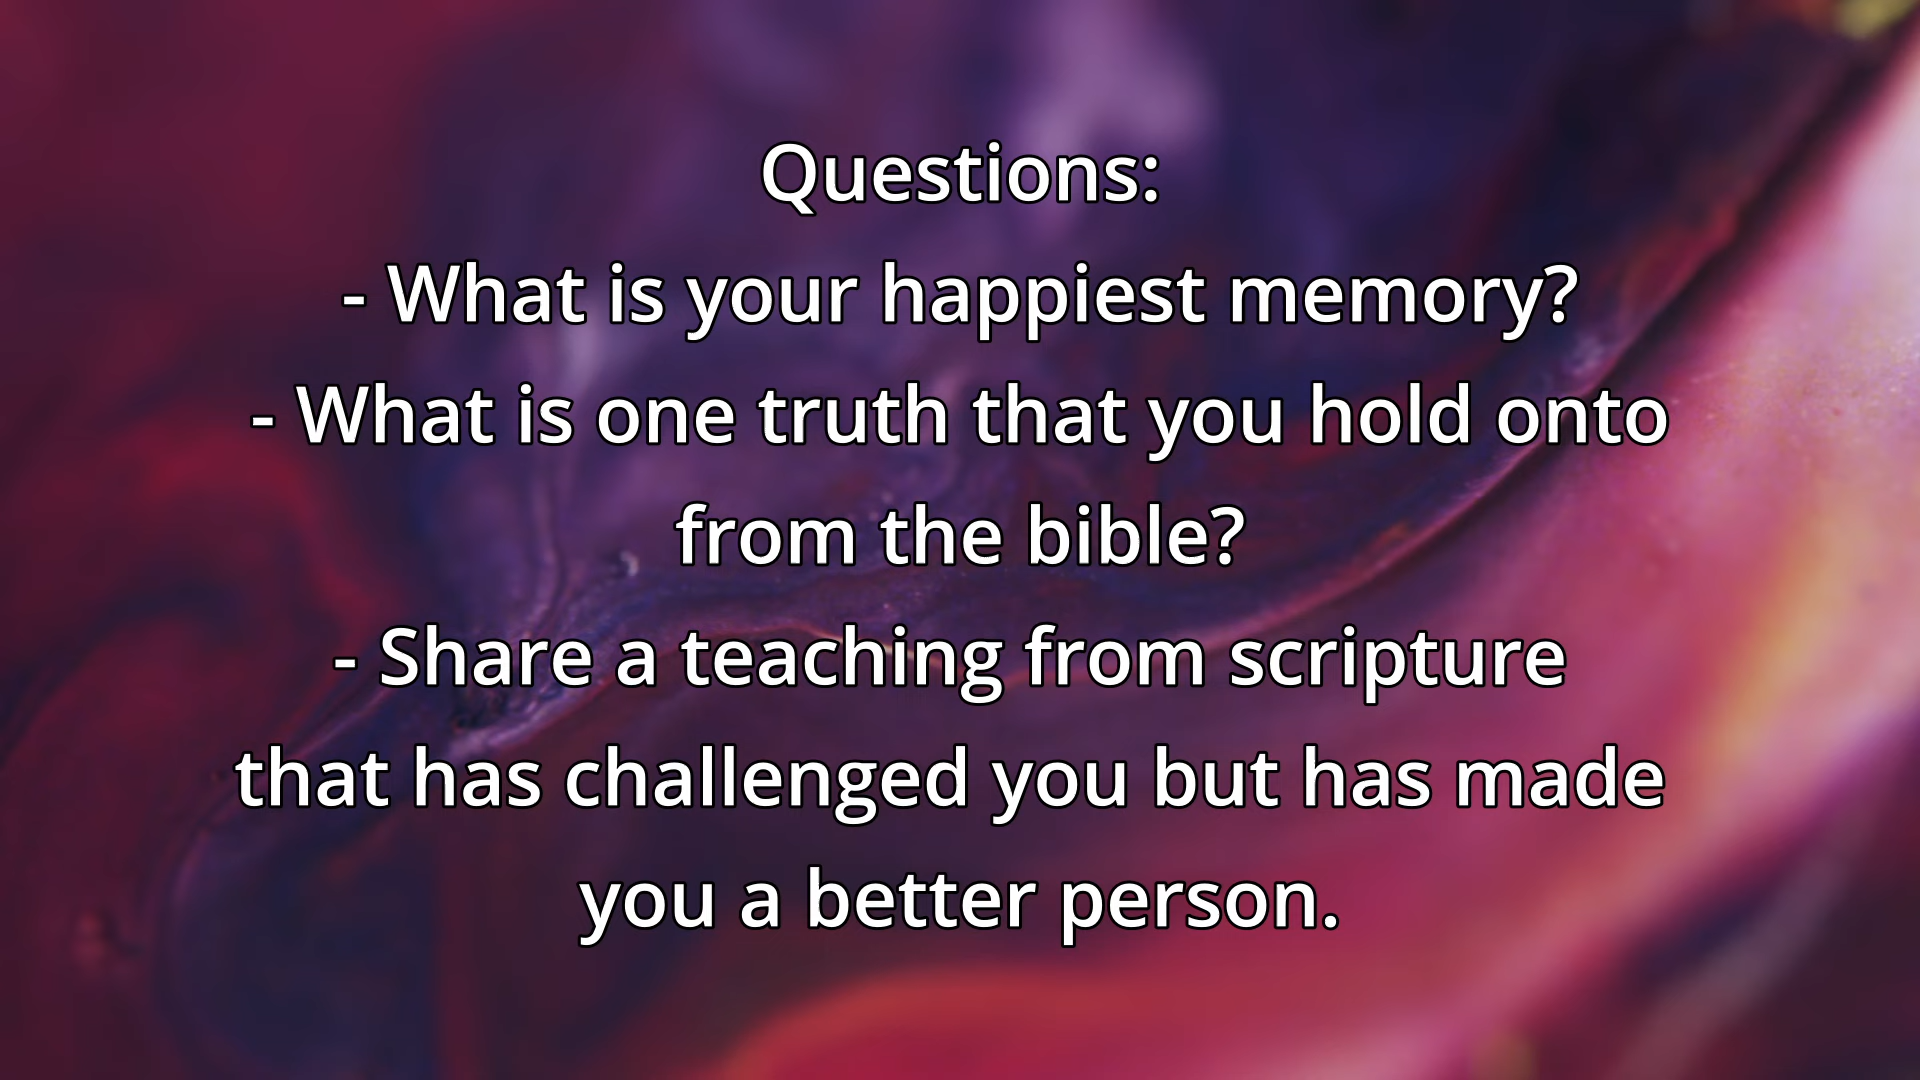 Questions:
- What is your happiest memory?
- What is one truth that you hold onto
from the bible?
- Share a teaching from scripture
that has challenged you but has made
you a better person.